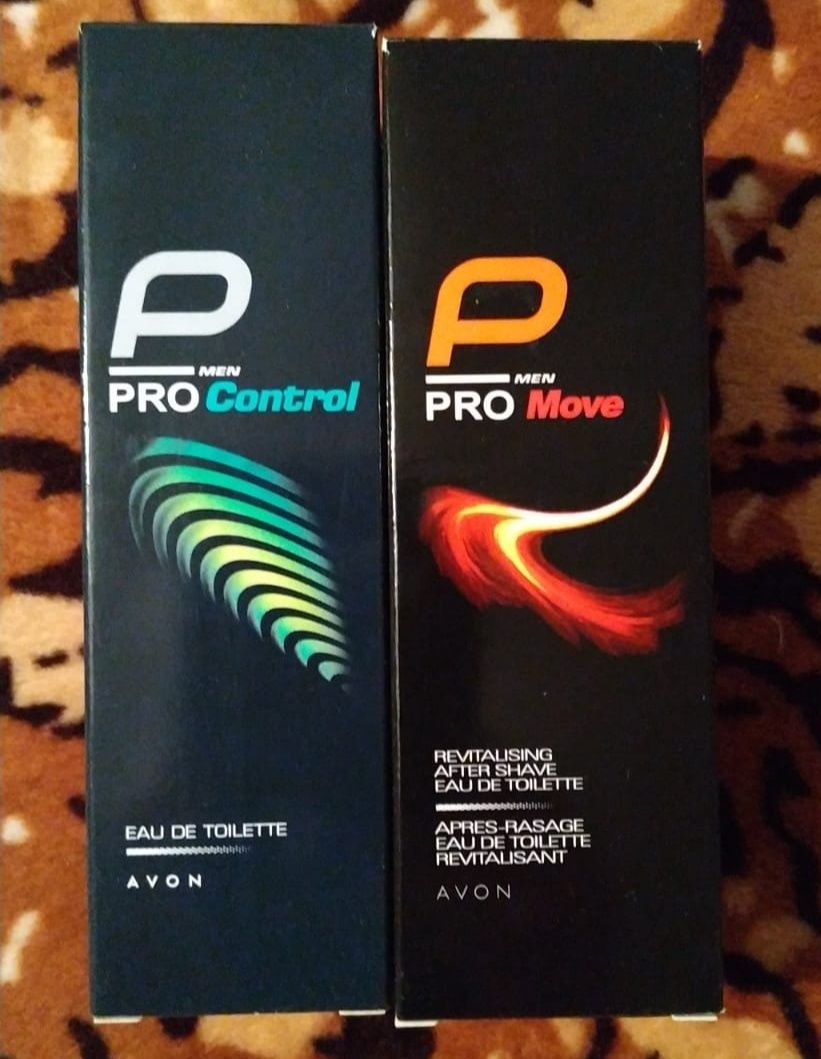 P
MEN
PRO Control
EAU DE TOILETTE
AVON
P
MEN
PRO Move
REVITALISING
AFTER SHAVE
EAU DE TOILETTE
APRES-RASAGE
EAU DE TOILETTE
REVITALISANT
AVON